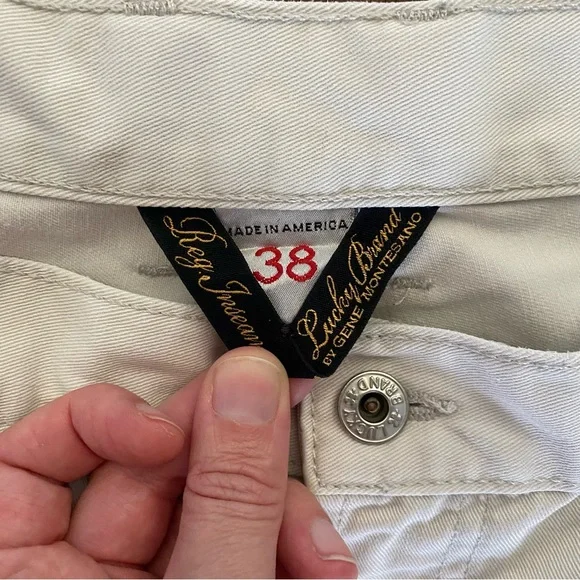 MADE IN AMERICA
38
Reg Inseam
Lucky Brand
BY GENE MONTESANO
LUCKY BRAND